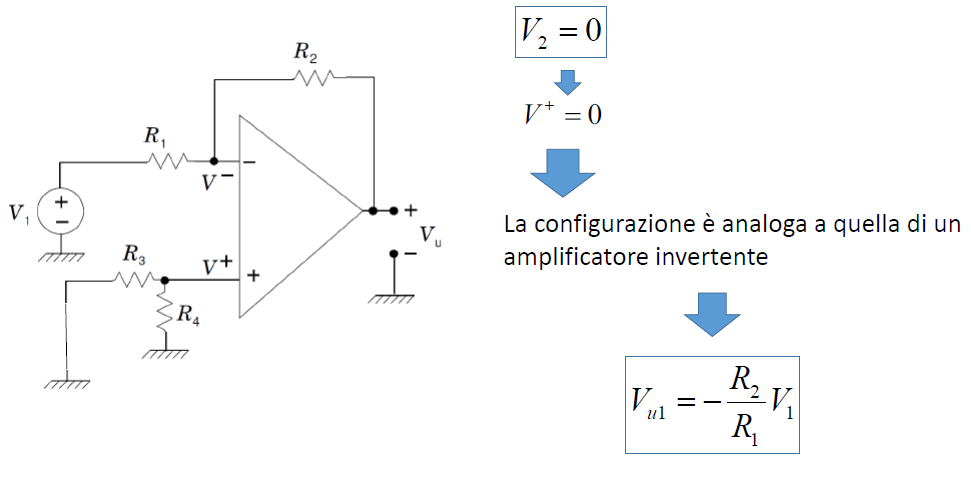 R₂
R₁
V⁻
−
V₁
+
−
R₃
V⁺
+
R₄
+
Vᵤ
−
V₂ = 0
V⁺ = 0
La configurazione è analoga a quella di un
amplificatore invertente
Vᵤ₁ = − R₂/R₁ V₁